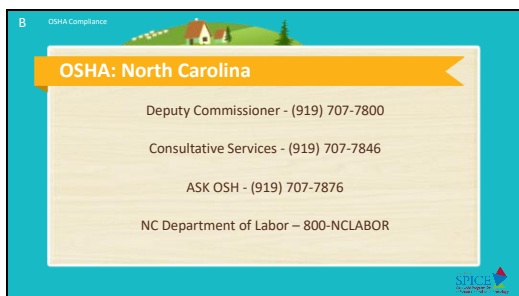 B
OSHA Compliance
OSHA: North Carolina
Deputy Commissioner - (919) 707-7800
Consultative Services - (919) 707-7846
ASK OSH - (919) 707-7876
NC Department of Labor – 800-NCLABOR
SPICE